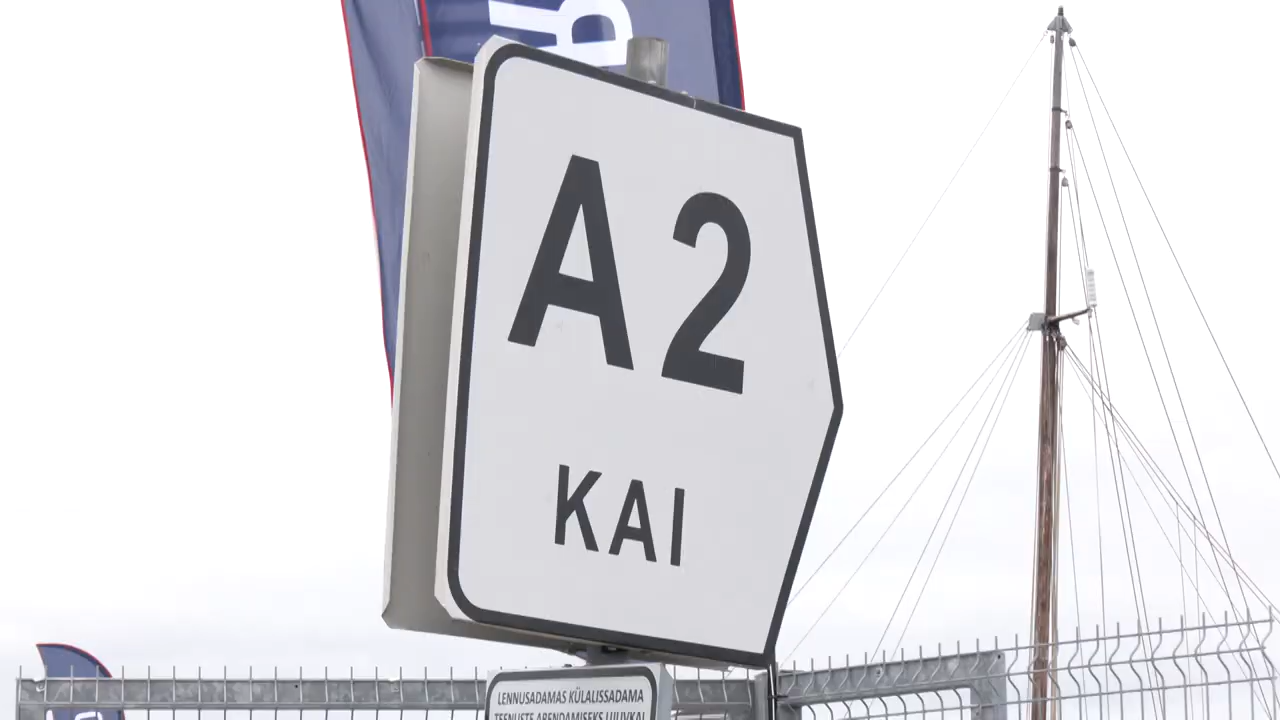 A2
KAI
LENNUSADAMAS KÜLALISSADAMA
TEENUSTE ARENDAMISEKS UJUVKAI